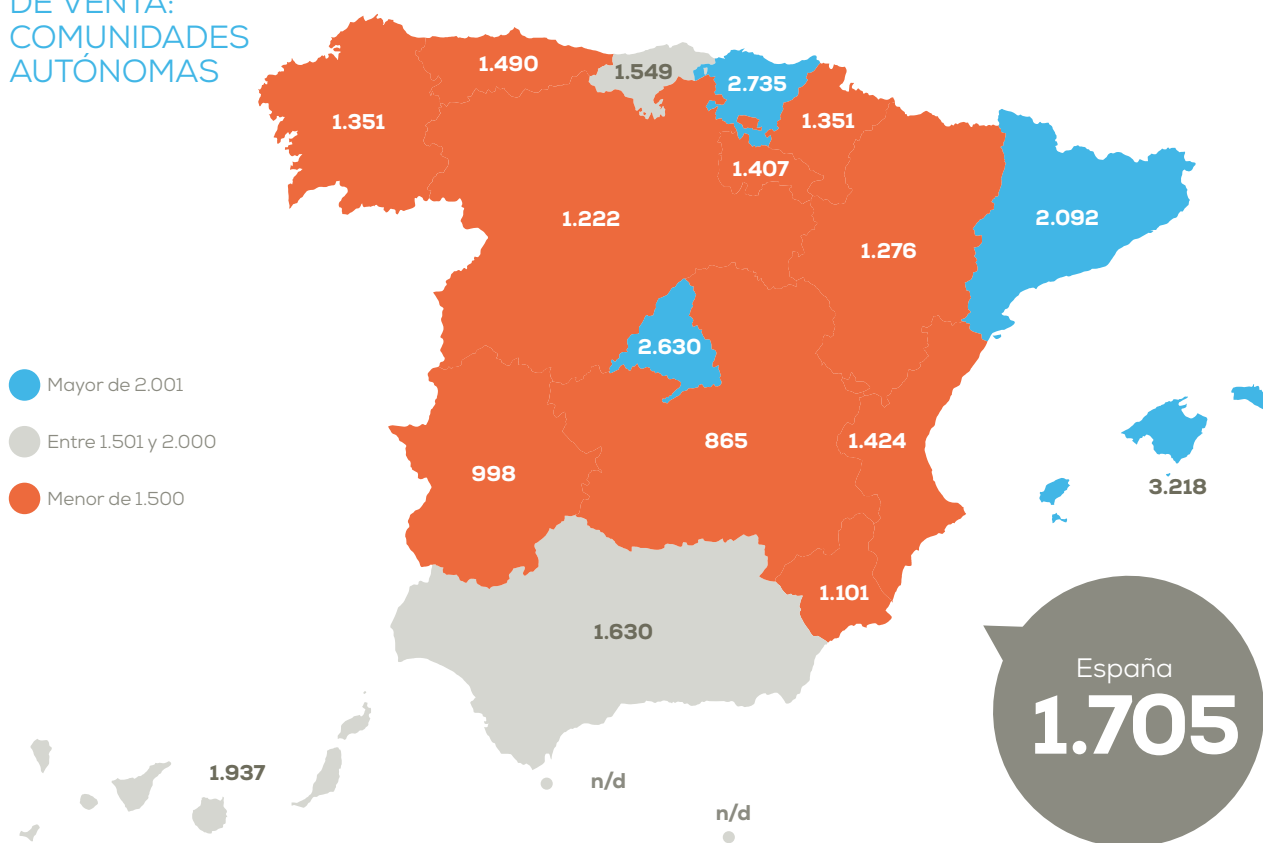 DE VENTA:
COMUNIDADES
AUTÓNOMAS
1.490
1.549
2.735
1.351
1.351
1.407
1.222
2.092
1.276
2.630
Mayor de 2.001
Entre 1.501 y 2.000
Menor de 1.500
865
1.424
998
3.218
1.101
1.630
España
1.705
1.937
n/d
n/d